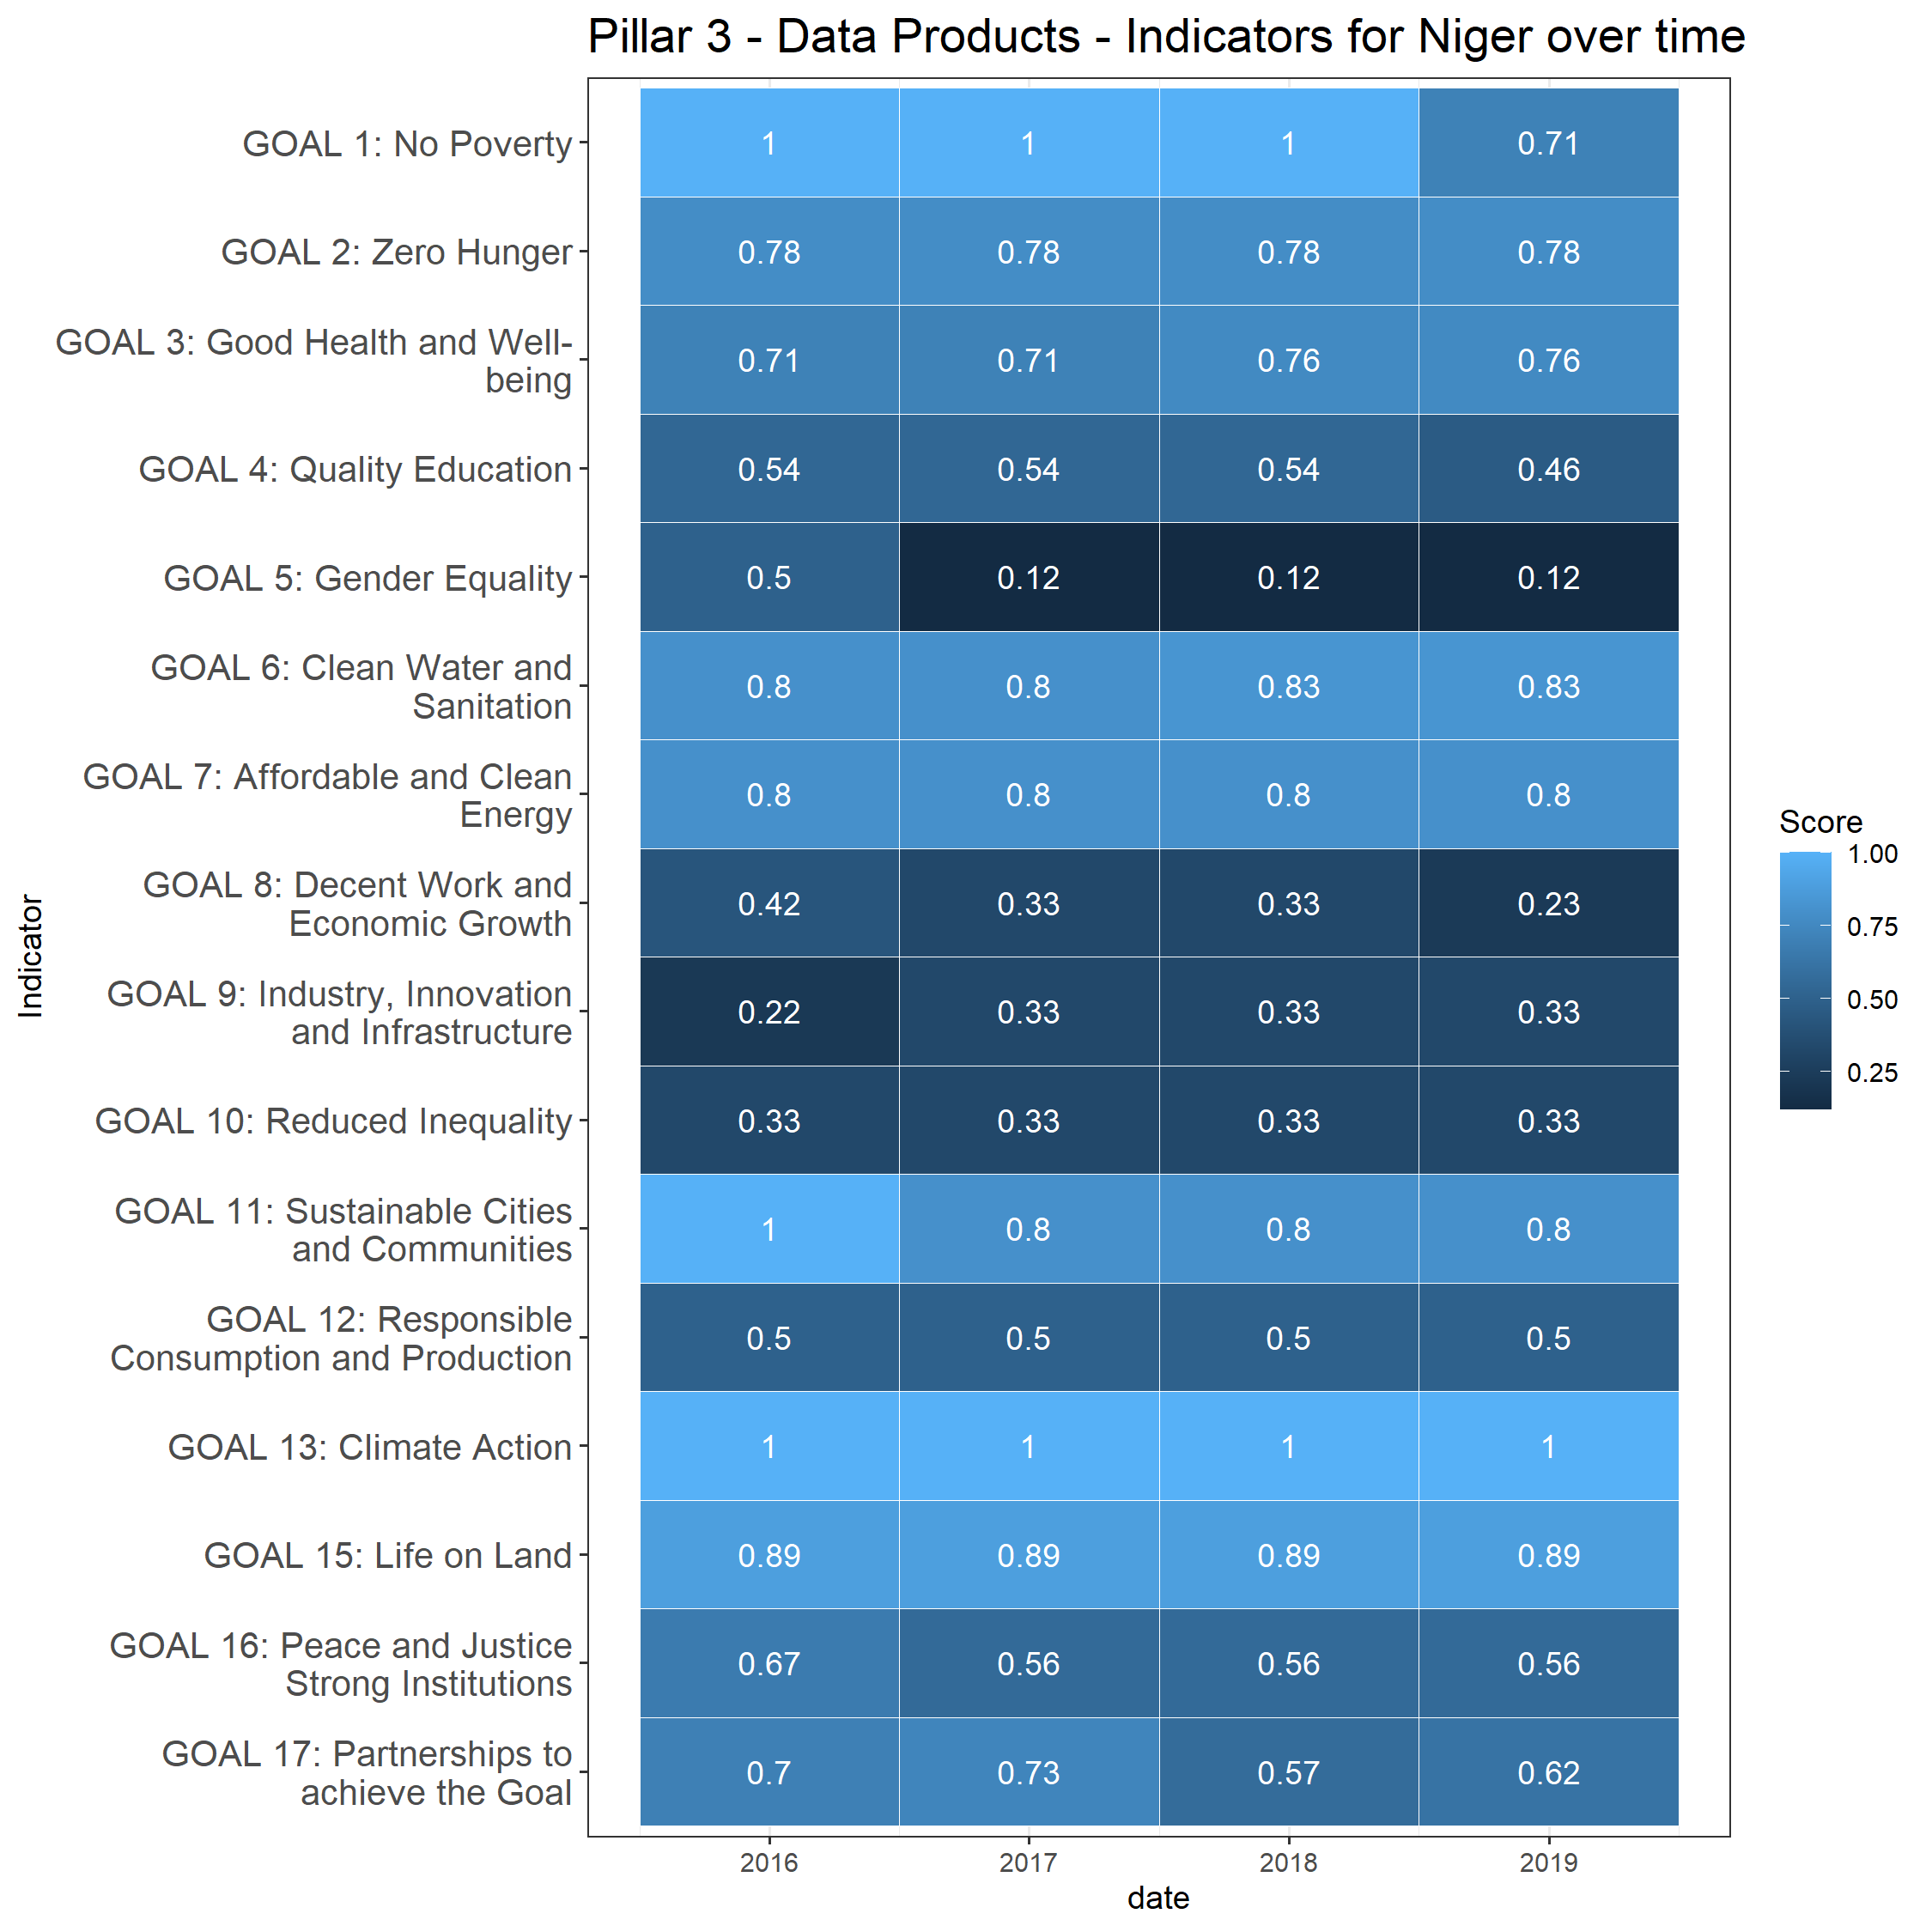 Pillar 3 - Data Products - Indicators for Niger over time
GOAL 1: No Poverty
1 1 1 0.71
GOAL 2: Zero Hunger
0.78 0.78 0.78 0.78
GOAL 3: Good Health and Well-
being
0.71 0.71 0.76 0.76
GOAL 4: Quality Education
0.54 0.54 0.54 0.46
GOAL 5: Gender Equality
0.5 0.12 0.12 0.12
GOAL 6: Clean Water and
Sanitation
0.8 0.8 0.83 0.83
GOAL 7: Affordable and Clean
Energy
0.8 0.8 0.8 0.8
GOAL 8: Decent Work and
Economic Growth
0.42 0.33 0.33 0.23
GOAL 9: Industry, Innovation
and Infrastructure
0.22 0.33 0.33 0.33
GOAL 10: Reduced Inequality
0.33 0.33 0.33 0.33
GOAL 11: Sustainable Cities
and Communities
1 0.8 0.8 0.8
GOAL 12: Responsible
Consumption and Production
0.5 0.5 0.5 0.5
GOAL 13: Climate Action
1 1 1 1
GOAL 15: Life on Land
0.89 0.89 0.89 0.89
GOAL 16: Peace and Justice
Strong Institutions
0.67 0.56 0.56 0.56
GOAL 17: Partnerships to
achieve the Goal
0.7 0.73 0.57 0.62
2016 2017 2018 2019
date
Indicator
Score
1.00
0.75
0.50
0.25